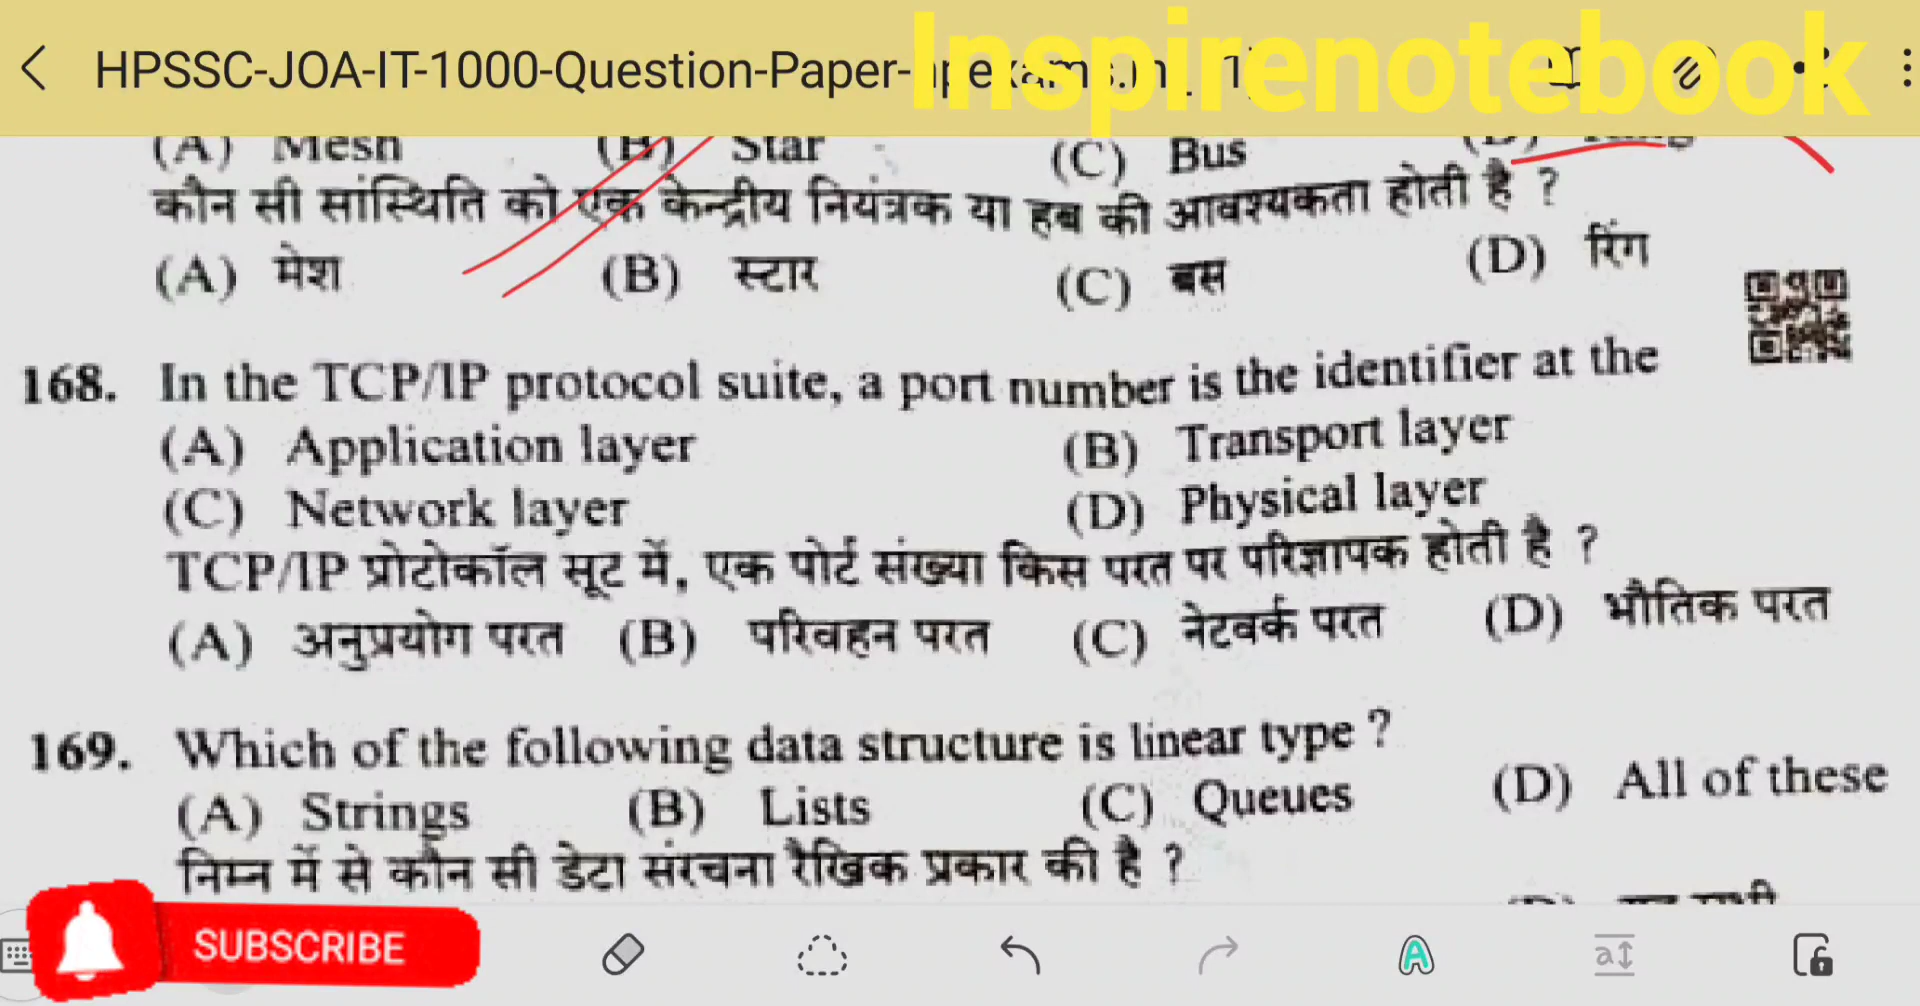 HPSSC-JOA-IT-1000-Question-Paper-
Inspirenotebook
(A) Mesh (B) Star (C) Bus
कौन सी सांस्थिति को एक केन्द्रीय नियंत्रक या हब की आवश्यकता होती है ?
(A) मेश (B) स्टार (C) बस (D) रिंग
168. In the TCP/IP protocol suite, a port number is the identifier at the
(A) Application layer (B) Transport layer
(C) Network layer (D) Physical layer
TCP/IP प्रोटोकॉल सूट में, एक पोर्ट संख्या किस परत पर परिज्ञापक होती है ?
(A) अनुप्रयोग परत (B) परिवहन परत (C) नेटवर्क परत (D) भौतिक परत
169. Which of the following data structure is linear type ?
(A) Strings (B) Lists (C) Queues (D) All of these
निम्न में से कौन सी डेटा संरचना रैखिक प्रकार की है ?
SUBSCRIBE
A
a